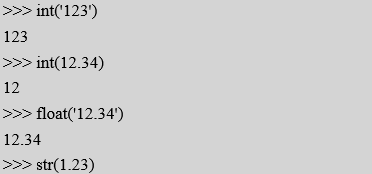 >>> int('123')
123
>>> int(12.34)
12
>>> float('12.34')
12.34
>>> str(1.23)